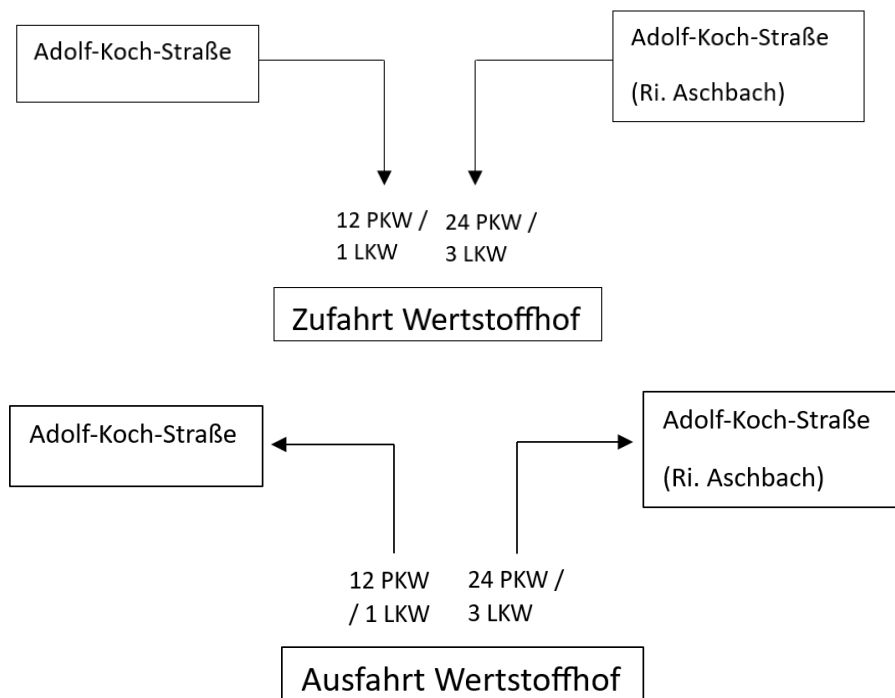 Adolf-Koch-Straße
Adolf-Koch-Straße
(Ri. Aschbach)
12 PKW /
1 LKW
24 PKW /
3 LKW
Zufahrt Wertstoffhof
Adolf-Koch-Straße
Adolf-Koch-Straße
(Ri. Aschbach)
12 PKW
/ 1 LKW
24 PKW /
3 LKW
Ausfahrt Wertstoffhof